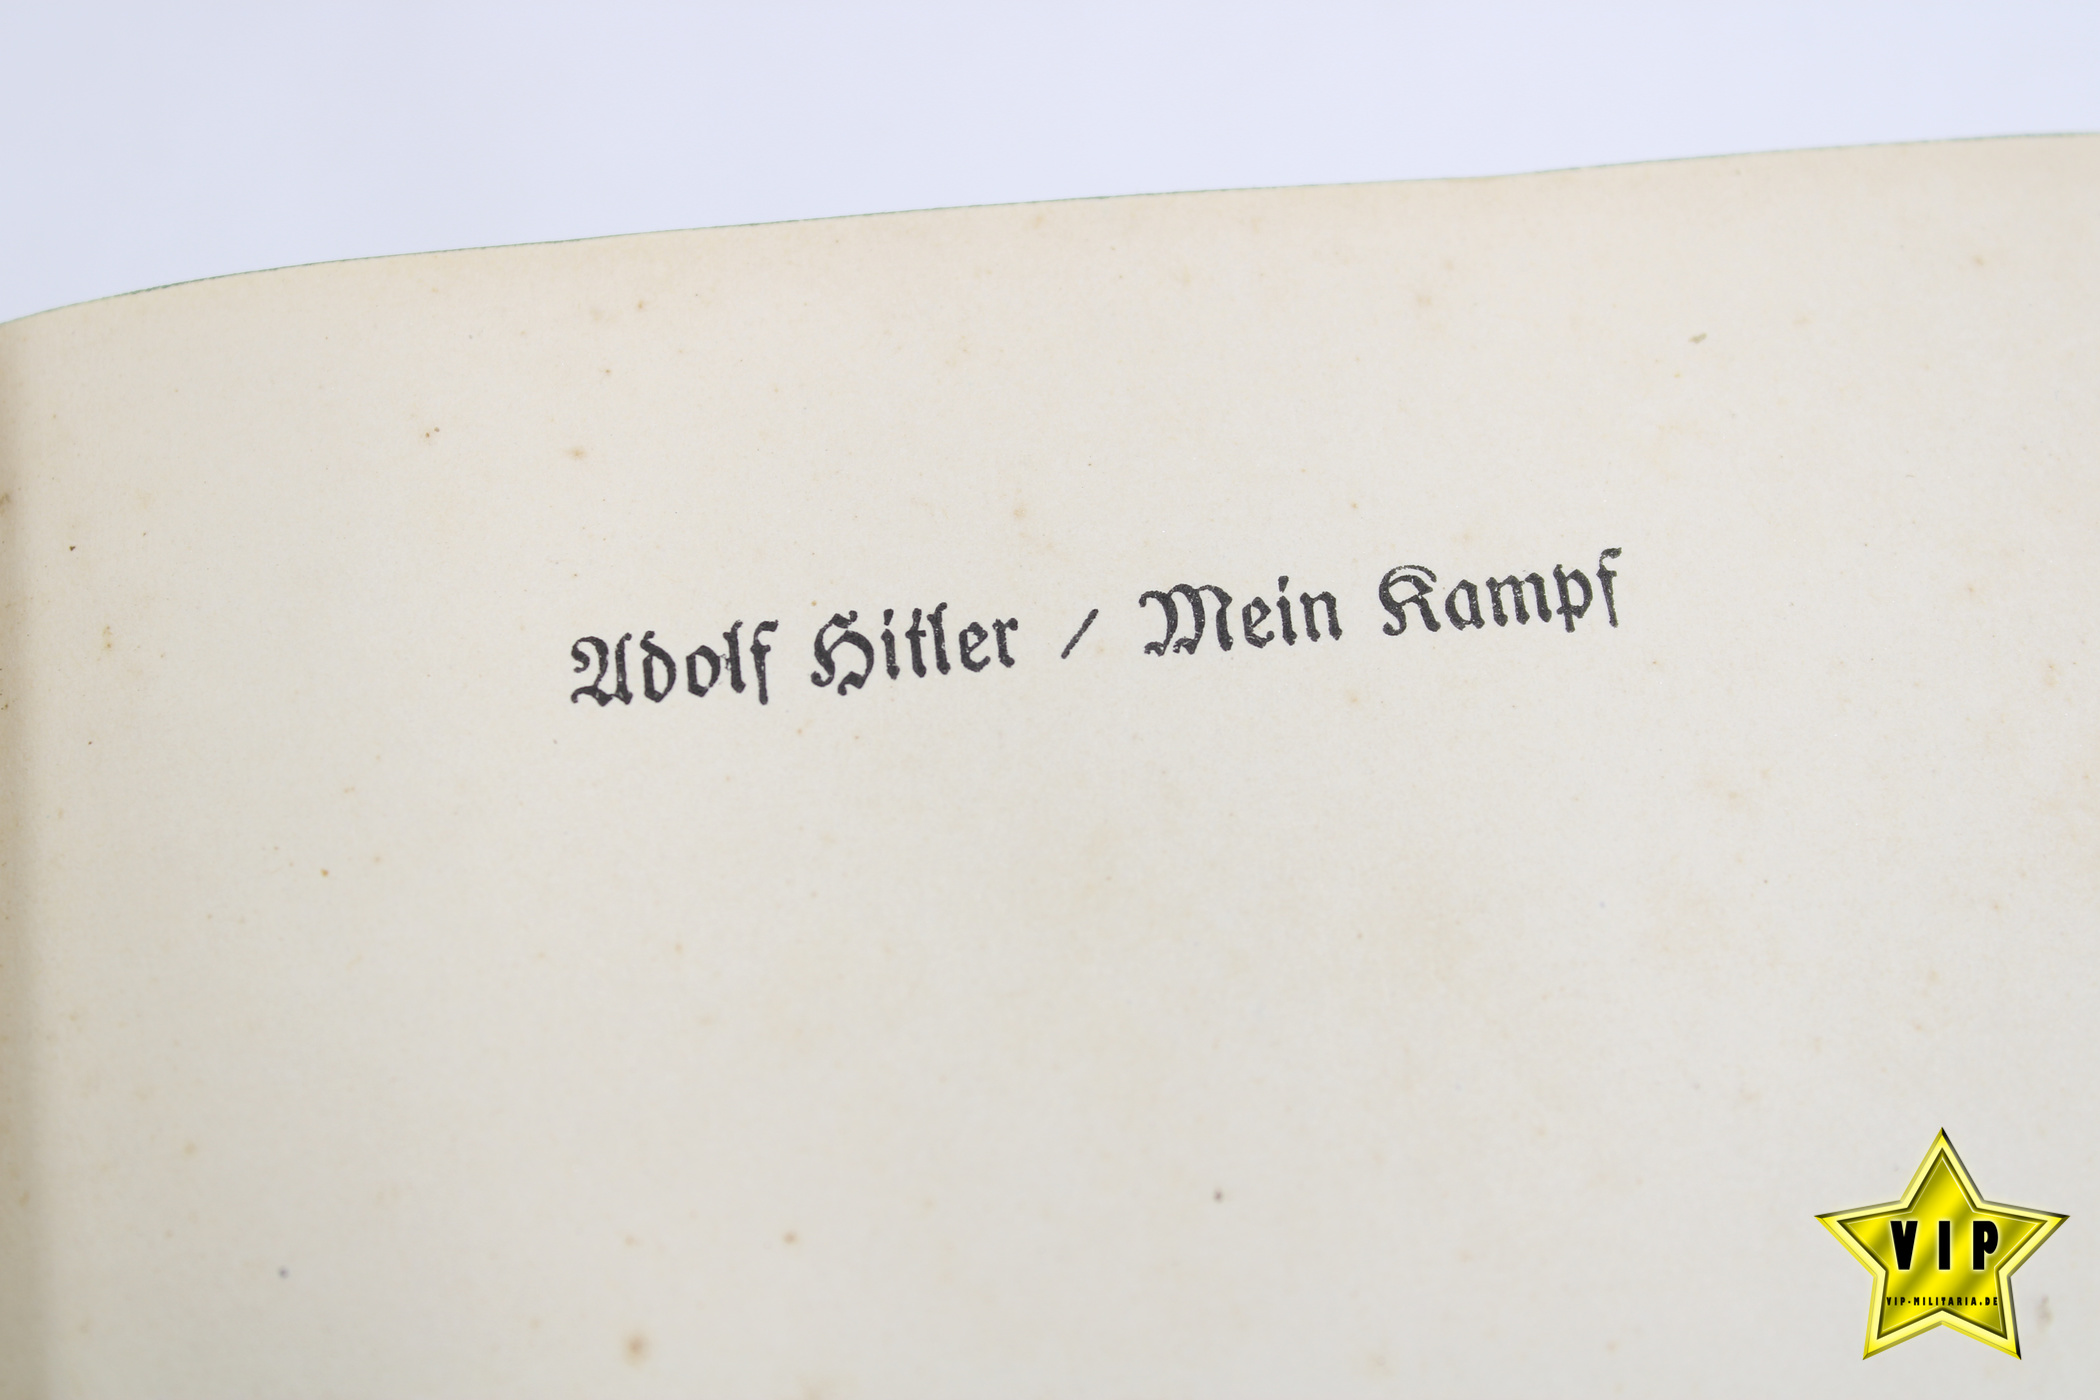 Adolf Hitler / Mein Kampf
VIP
VIP-MILITARIA.DE